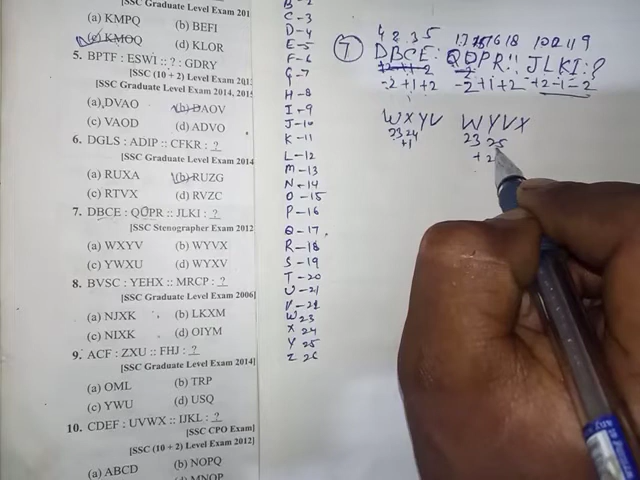 [SSC Graduate Level Exam 201
(a) KMPQ (b) BEFI
(c) KMOQ (d) KLOR
5. BPTF : ESWI :: ? : GDRY
[SSC (10 + 2) Level Exam 2013
[SSC Graduate Level Exam 2014, 2015
(a) DVAO (b) DAOV
(c) VAOD (d) ADVO
6. DGLS : ADIP :: CFKR : ?
[SSC Graduate Level 2014
(a) RUXA (b) RUZG
(c) RTVX (d) RVZC
7. DBCE : QOPR :: JLKI : ?
[SSC Stenographer Exam 2012
(a) WXYV (b) WYVX
(c) YWXU (d) WYXV
8. BVSC : YEHX :: MRCP : ?
[SSC Graduate Level Exam 2006]
(a) NJXK (b) LKXM
(c) NIXK (d) OIYM
9. ACF : ZXU :: FHJ : ?
[SSC Graduate Level Exam 2014]
(a) OML (b) TRP
(c) YWU (d) USQ
10. CDEF : UVWX :: IJKL : ?
[SSC CPO Exam]
[SSC (10 + 2) Level Exam 2012]
(a) ABCD (b) NOPQ
MNOP
C - 3
D - 4
E - 5
F - 6
G - 7
H - 8
I - 9
J - 10
K - 11
L - 12
M - 13
N - 14
O - 15
P - 16
Q - 17
R - 18
S - 19
T - 20
U - 21
V - 22
W 23
X 24
Y 25
Z 26
4 2 3 5
7 DBCE : QOPR :: JLKI : ?
-2 +1 +2 -2 +1 +2 +2 -1 -2
WXYV WYVX
23 24 23 25
+1 + 2